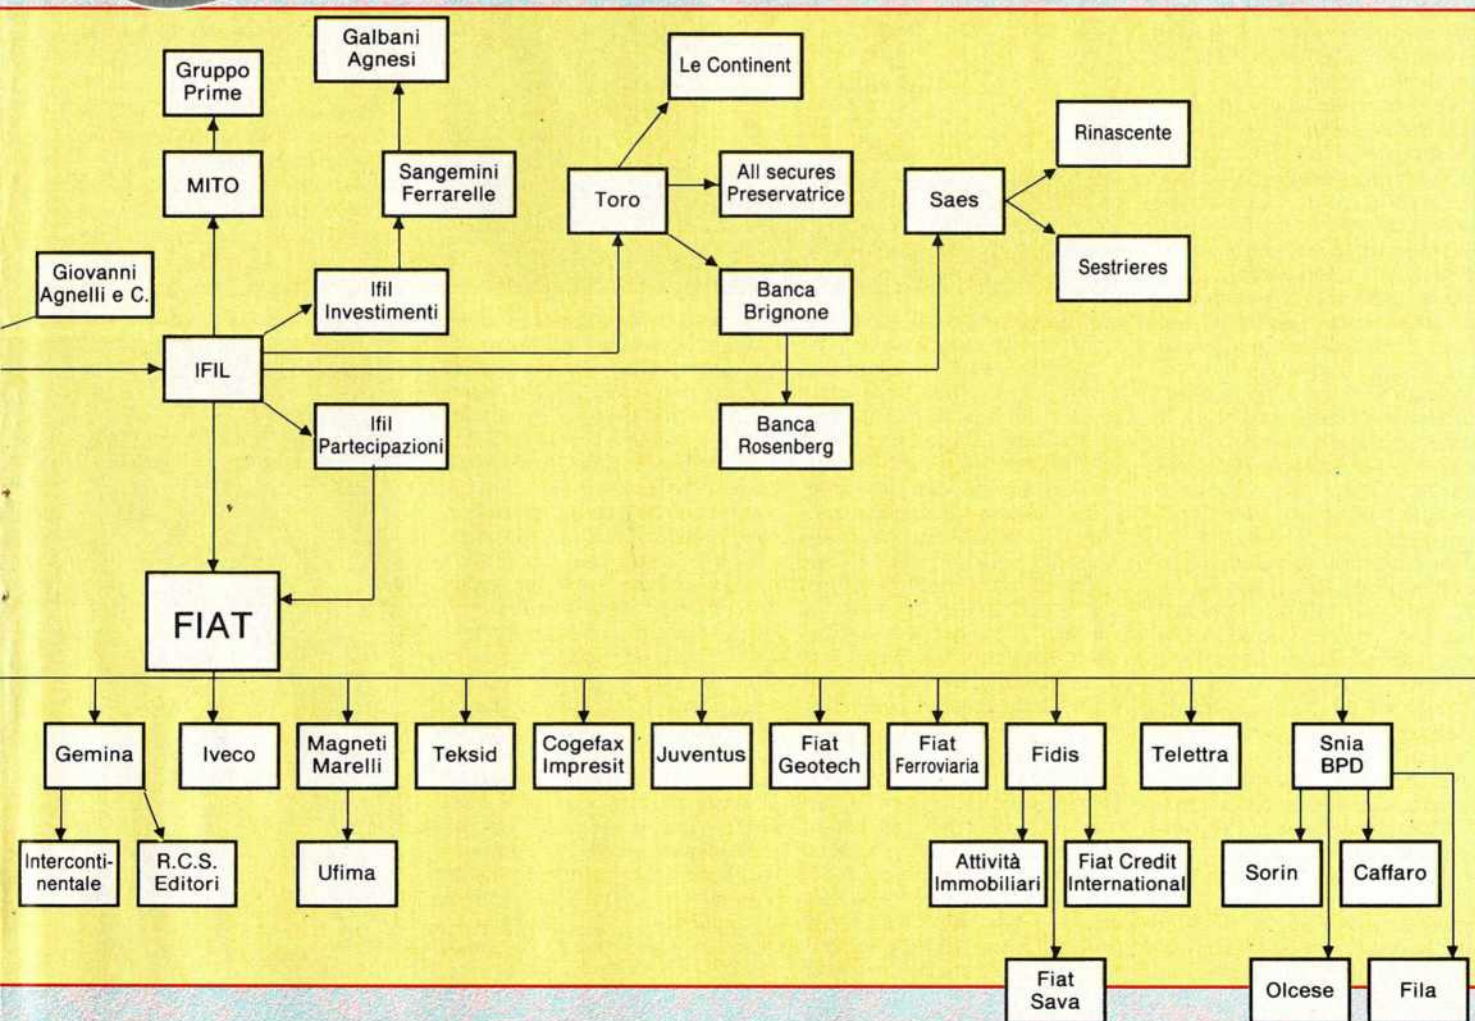 Galbani
Agnesi
Gruppo
Prime
Le Continent
Rinascente
MITO
Sangemini
Ferrarelle
Toro
All secures
Preservatrice
Saes
Giovanni
Agnelli e C.
Ifil
Investimenti
Banca
Brignone
Sestrieres
IFIL
Ifil
Partecipazioni
Banca
Rosenberg
FIAT
Gemina
Iveco
Magneti
Marelli
Teksid
Cogefax
Impresit
Juventus
Fiat
Geotech
Fiat
Ferroviaria
Fidis
Telettra
Snia
BPD
Interconti-
nentale
R.C.S.
Editori
Ufima
Attività
Immobiliari
Fiat Credit
International
Sorin
Caffaro
Fiat
Sava
Olcese
Fila